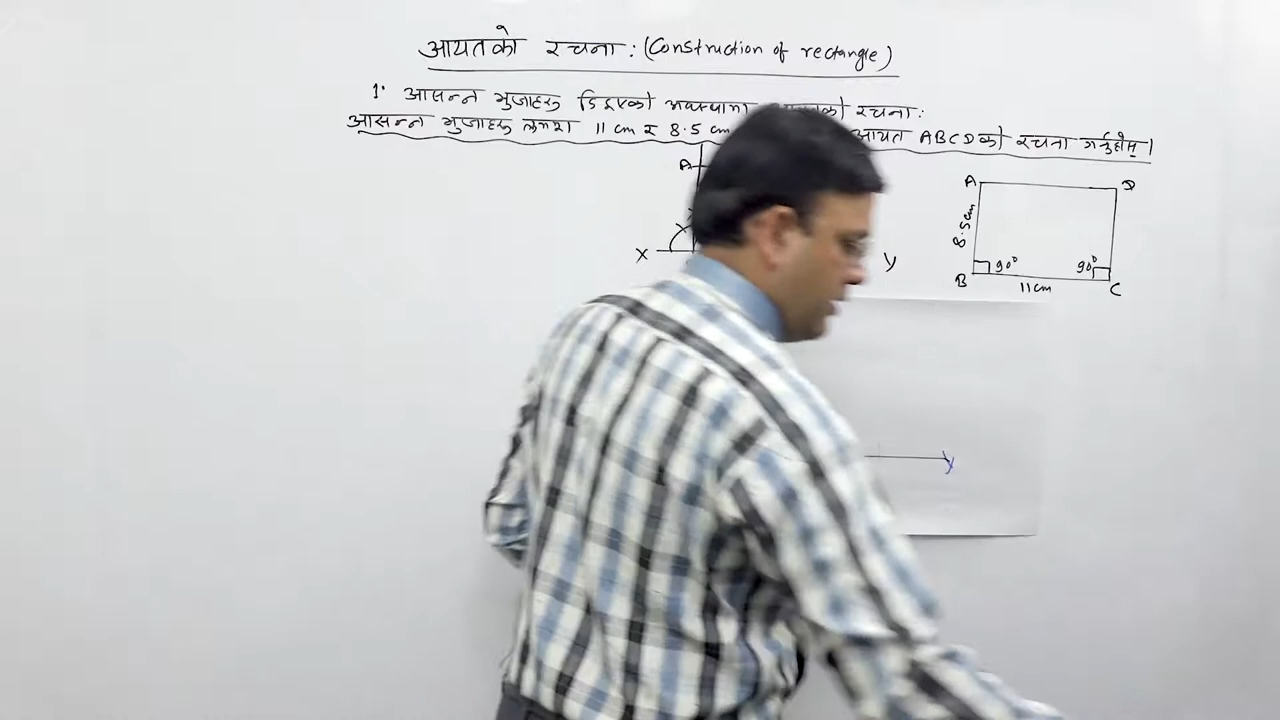 आयतको रचना : (Construction of rectangle)
1. आसन्न भुजाहरू दिइएको अवस्थामा रचना :
आसन्न भुजाहरू क्रमश 11 cm र 8.5 cm आयत ABCD को रचना गर्नुहोस् ।
A
X
y
A D
8.5cm
90° 90°
B 11cm C
y